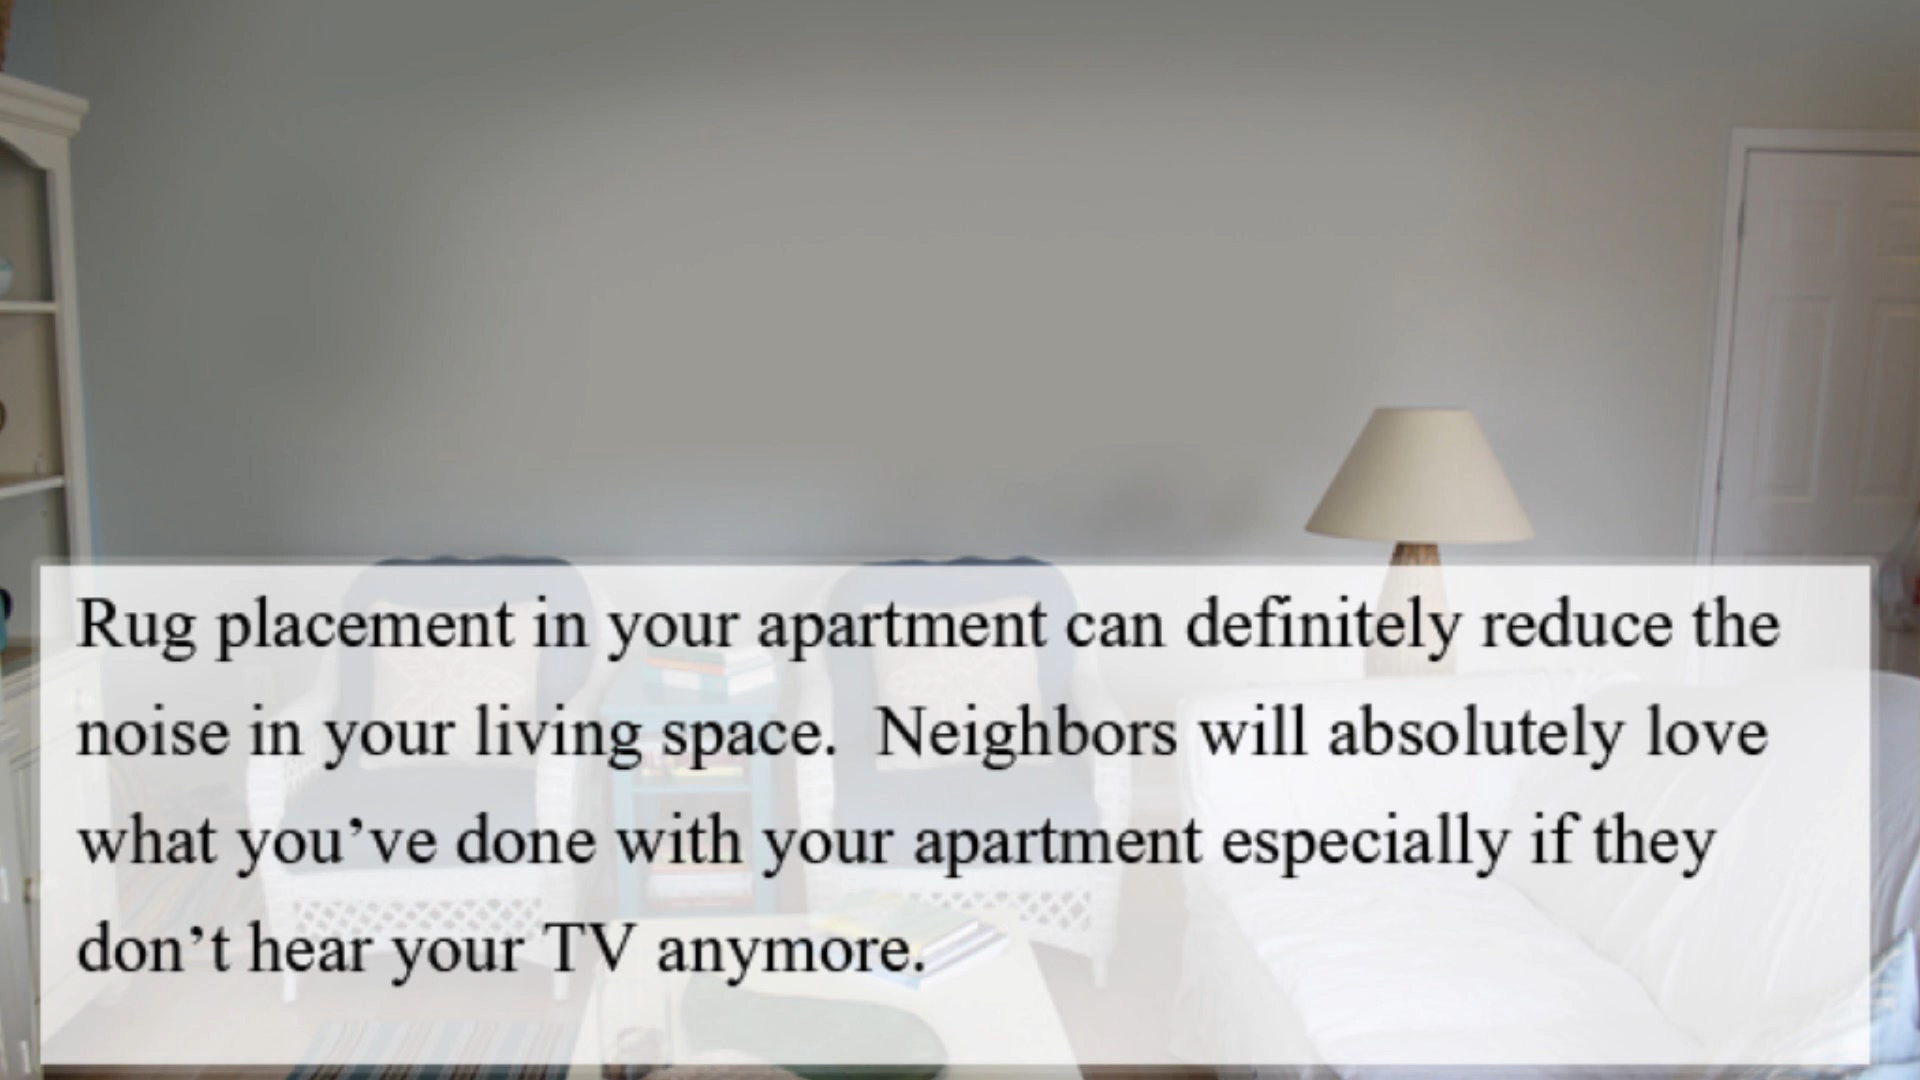 Rug placement in your apartment can definitely reduce the
noise in your living space.  Neighbors will absolutely love
what you’ve done with your apartment especially if they
don’t hear your TV anymore.